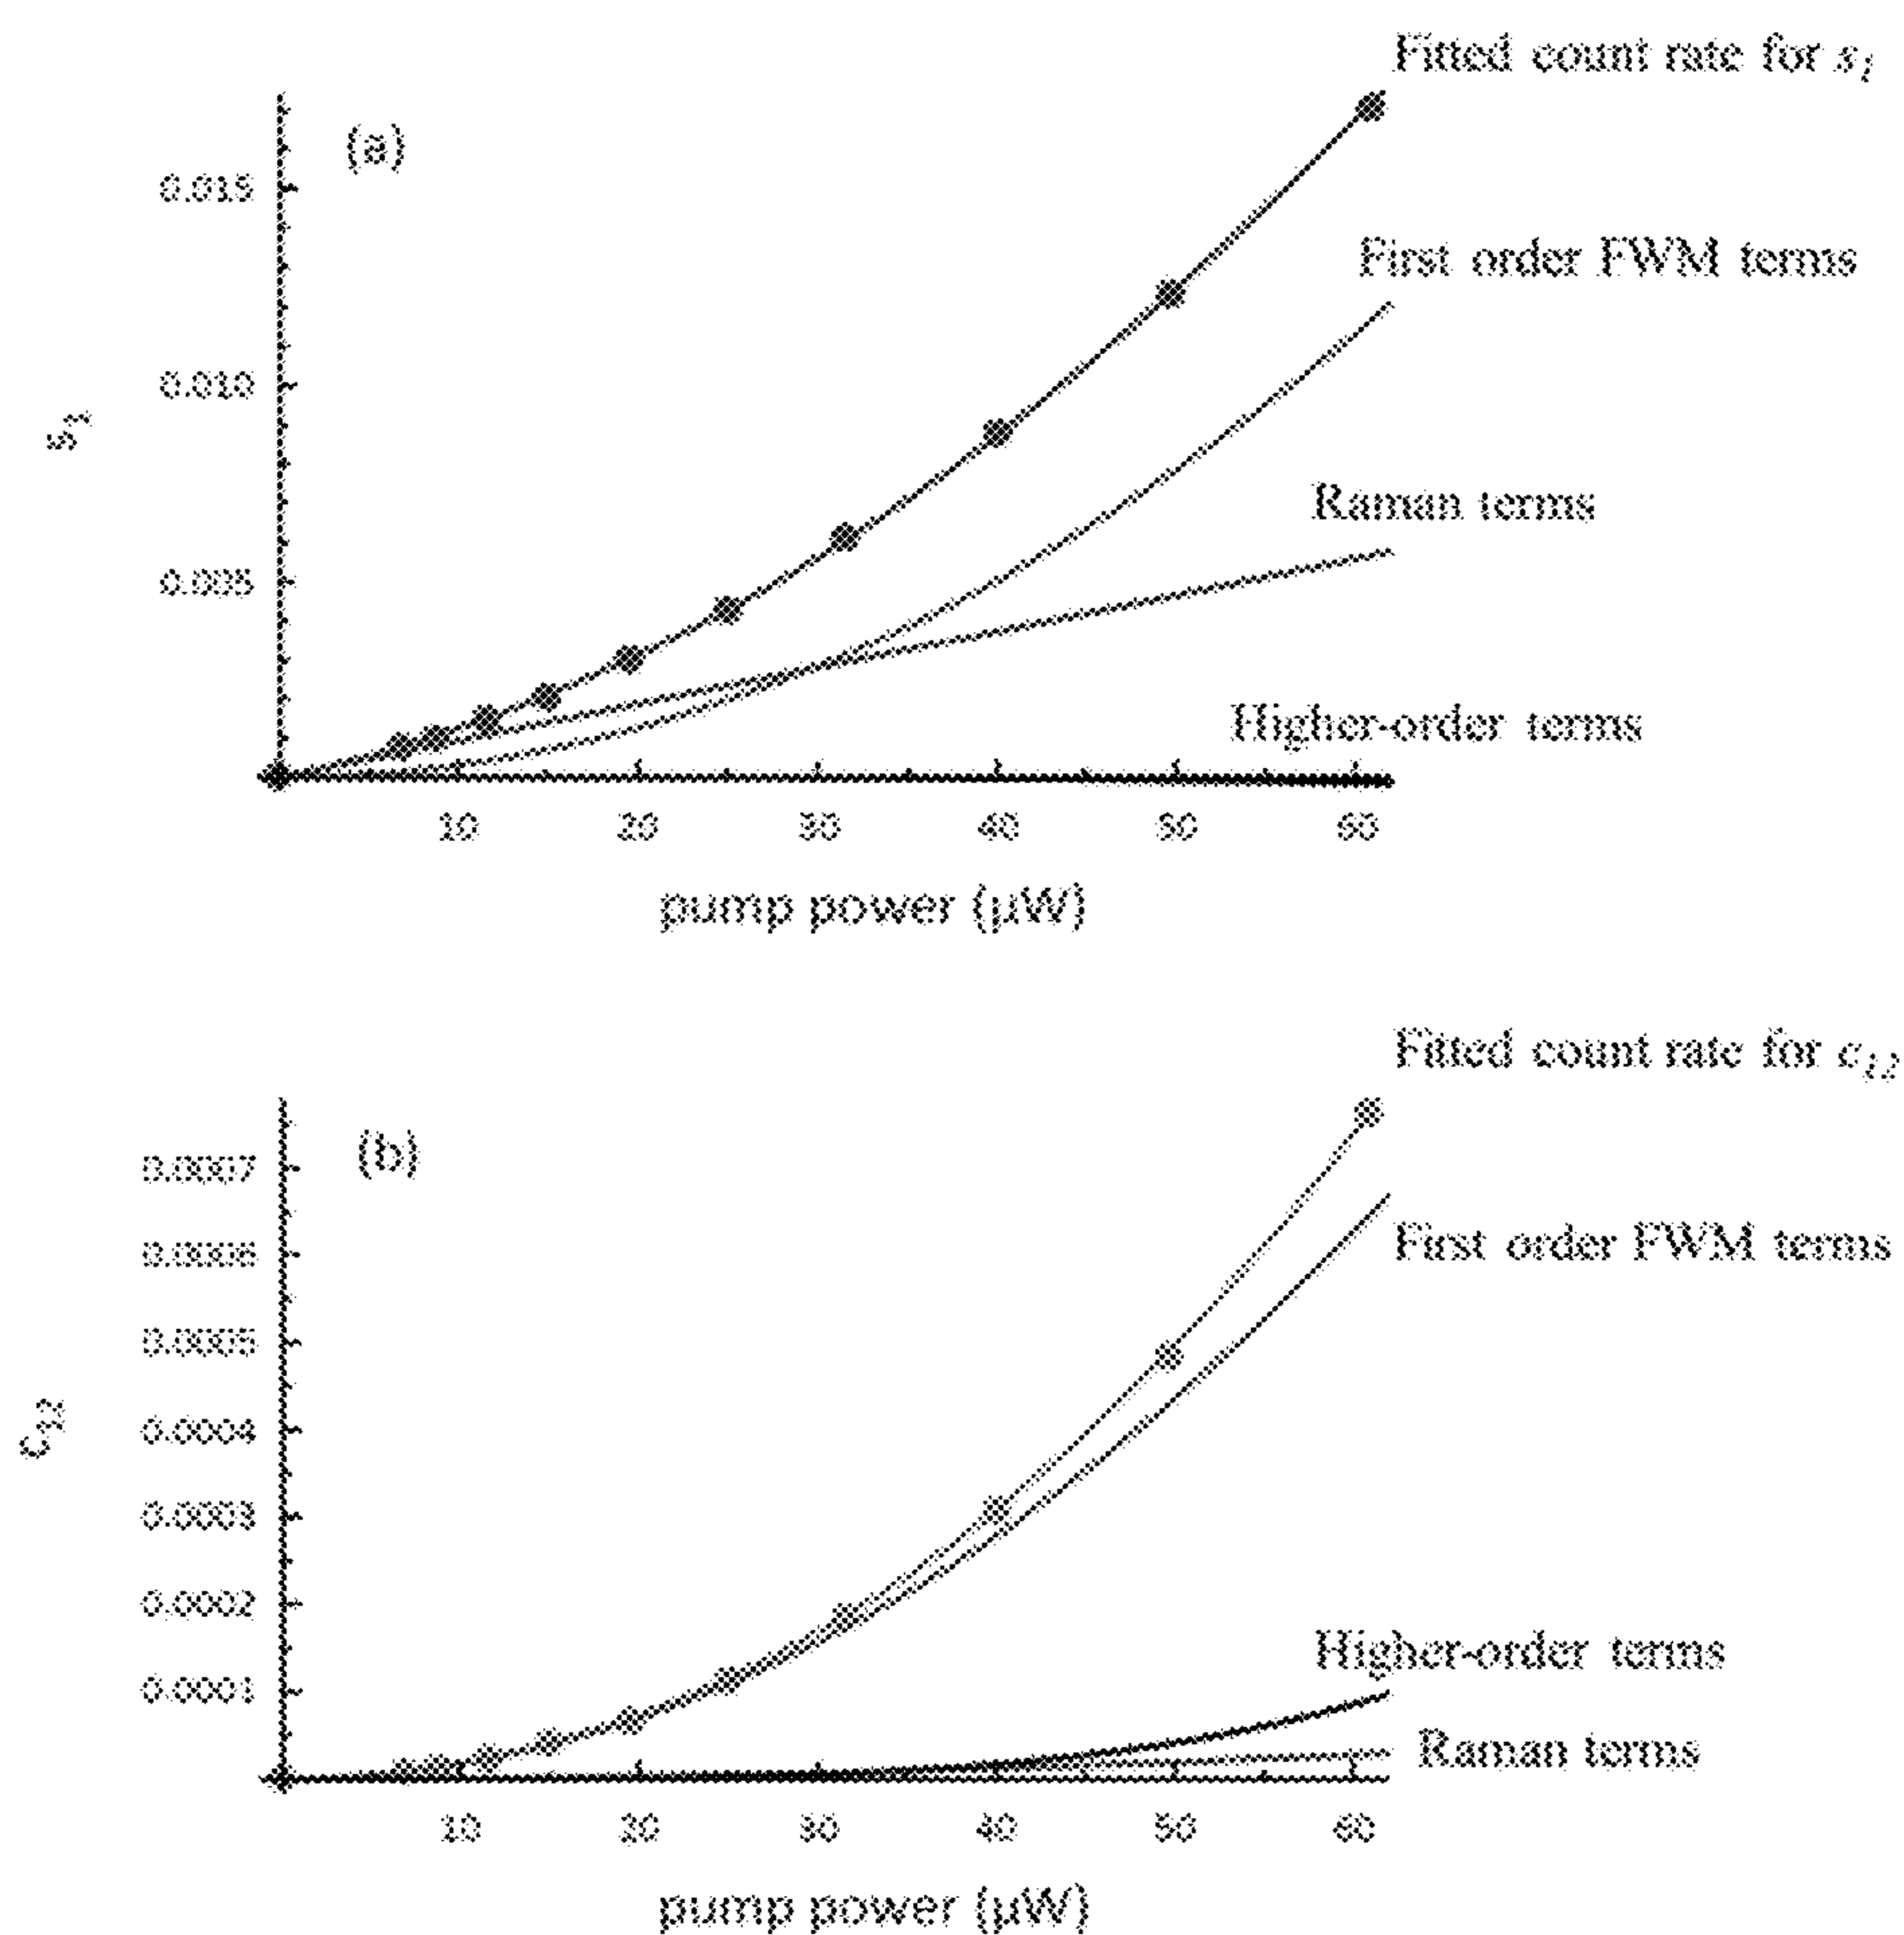 Fitted count rate for s1
(a)
0.015
First order FWM terms
0.010
s1
Raman terms
0.005
Higher-order terms
10 20 30 40 50 60
pump power (μW)
Fitted count rate for c12
(b)
0.0007
First order FWM terms
0.0006
0.0005
c12
0.0004
0.0003
0.0002
Higher-order terms
0.0001
Raman terms
10 20 30 40 50 60
pump power (μW)